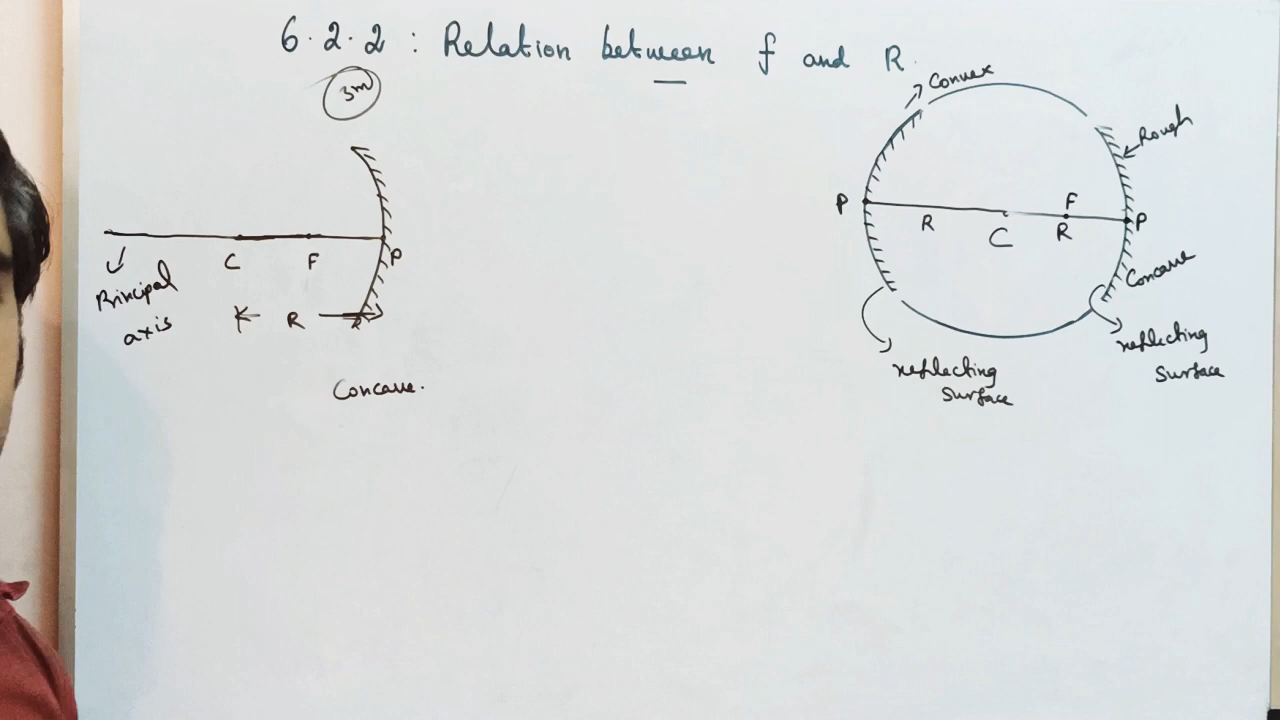 6.2.2 : Relation between f and R.
3m
C
F
P
Principal
axis
R
Concave.
Convex
Rough
P
R
C
F
R
P
Concave
reflecting
surface
reflecting
surface